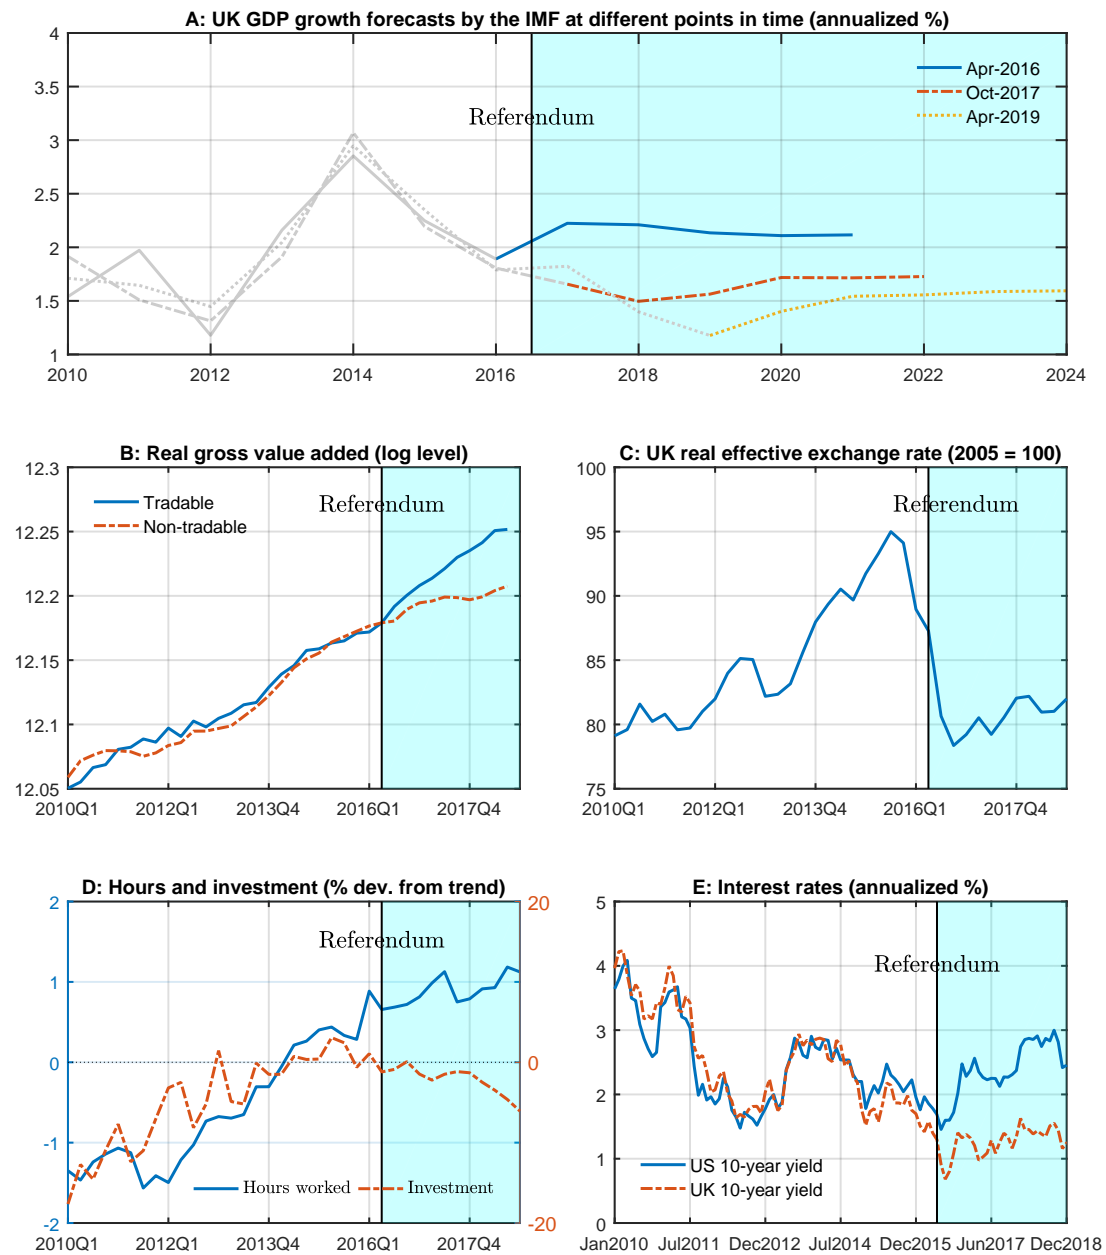 A: UK GDP growth forecasts by the IMF at different points in time (annualized %)
4
3.5
3
2.5
2
1.5
1
Referendum
Apr-2016
Oct-2017
Apr-2019
2010 2012 2014 2016 2018 2020 2022 2024
B: Real gross value added (log level)
12.3
12.25
12.2
12.15
12.1
12.05
Tradable
Non-tradable
Referendum
2010Q1 2012Q1 2013Q4 2016Q1 2017Q4
C: UK real effective exchange rate (2005 = 100)
100
95
90
85
80
75
Referendum
2010Q1 2012Q1 2013Q4 2016Q1 2017Q4
D: Hours and investment (% dev. from trend)
2
1
0
-1
-2
20
0
-20
Referendum
Hours worked Investment
2010Q1 2012Q1 2013Q4 2016Q1 2017Q4
E: Interest rates (annualized %)
5
4
3
2
1
0
Referendum
US 10-year yield
UK 10-year yield
Jan2010 Jul2011 Dec2012 Jul2014 Dec2015 Jun2017 Dec2018